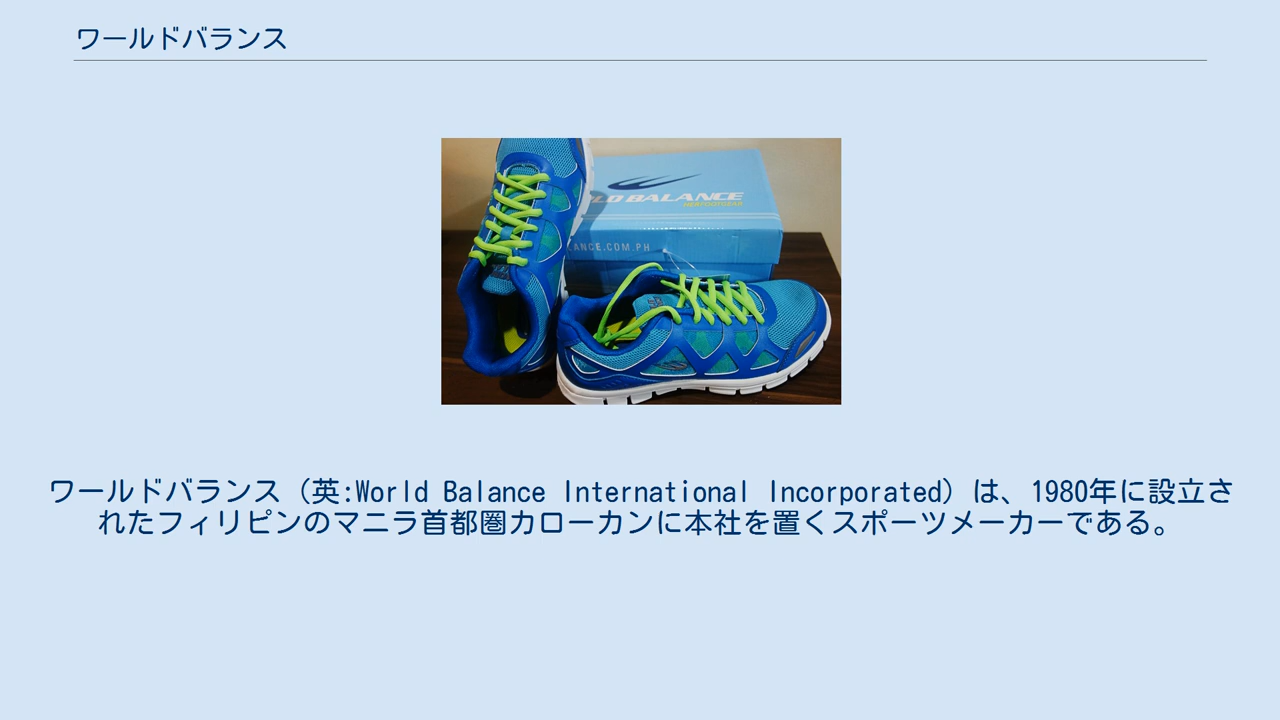 ワールドバランス
LD BALANCE
LANCE.COM.PH
ワールドバランス（英:World Balance International Incorporated）は、1980年に設立さ
れたフィリピンのマニラ首都圏カローカンに本社を置くスポーツメーカーである。